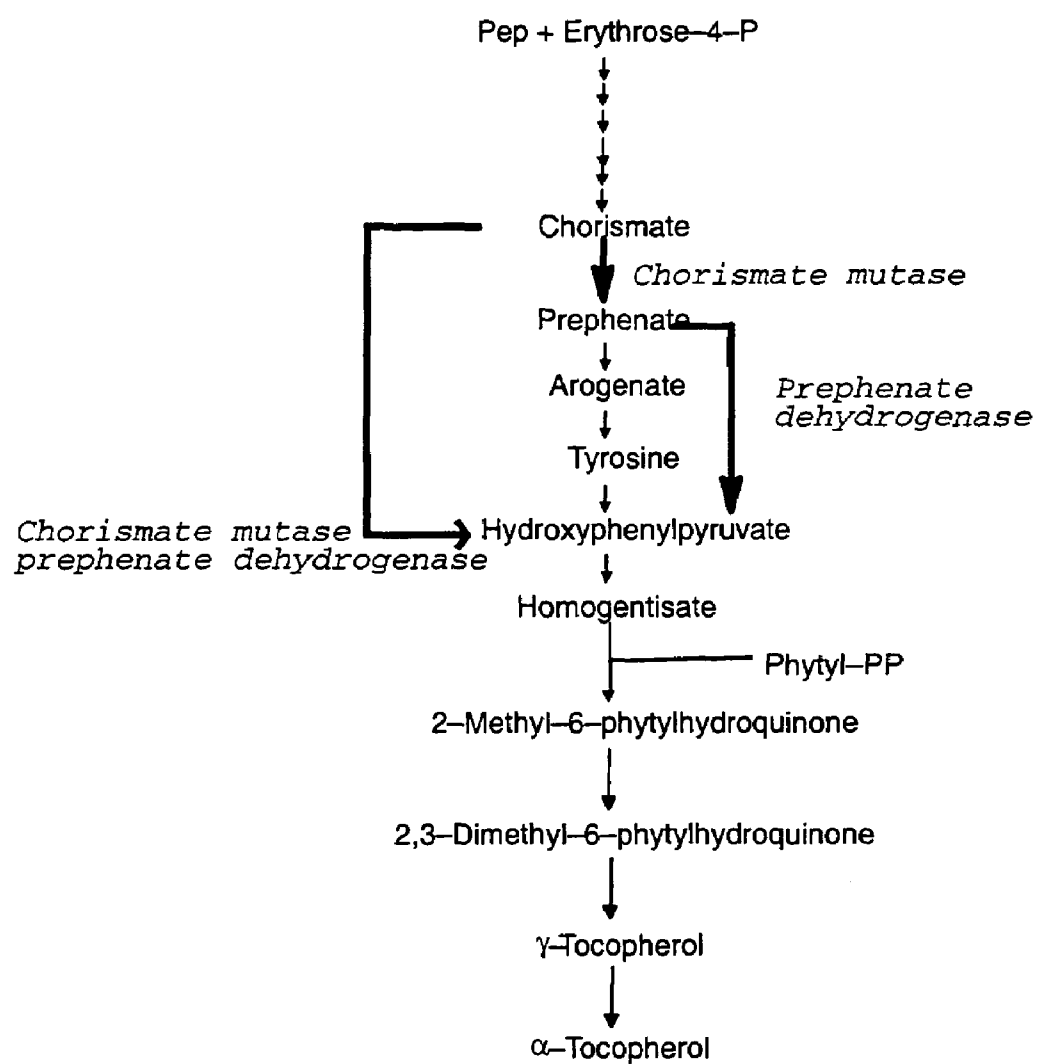 Pep + Erythrose–4–P
Chorismate
Chorismate mutase
Prephenate
Arogenate
Prephenate
dehydrogenase
Tyrosine
Chorismate mutase
prephenate dehydrogenase
Hydroxyphenylpyruvate
Homogentisate
Phytyl–PP
2–Methyl–6–phytylhydroquinone
2,3–Dimethyl–6–phytylhydroquinone
γ–Tocopherol
α–Tocopherol